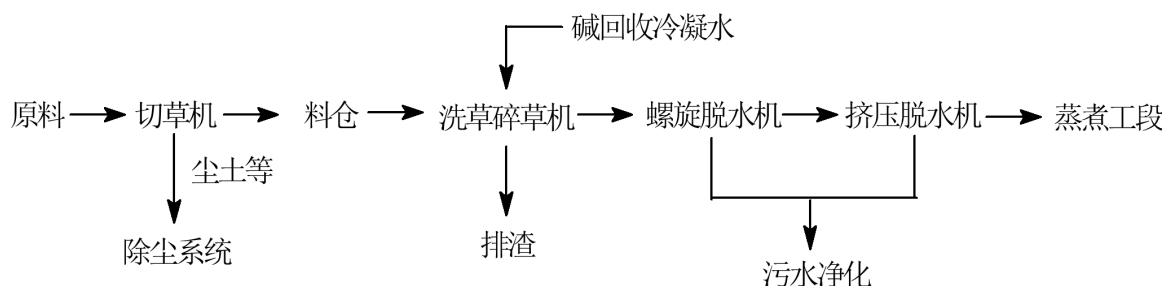 碱回收冷凝水
原料 切草机 料仓 洗草碎草机 螺旋脱水机 挤压脱水机 蒸煮工段
尘土等
除尘系统 排渣 污水净化